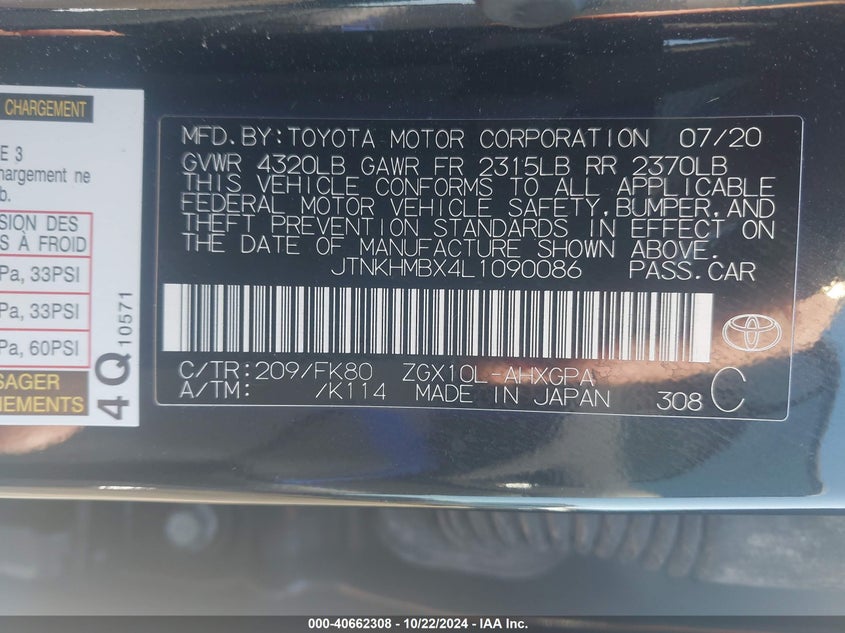 CHARGEMENT
E 3
hargement ne
b.
SION DES
S À FROID
Pa, 33PSI
Pa, 33PSI
Pa, 60PSI
SAGER
NEMENTS
4Q 10571
MFD.BY:TOYOTA MOTOR CORPORATION 07/20
GVWR 4320LB GAWR FR 2315LB RR 2370LB
THIS VEHICLE CONFORMS TO ALL APPLICABLE
FEDERAL MOTOR VEHICLE SAFETY,BUMPER,AND
THEFT PREVENTION STANDARDS IN EFFECT ON
THE DATE OF MANUFACTURE SHOWN ABOVE.
JTNKHMBX4L1090086 PASS.CAR
C/TR:209/FK80 ZGX10L-AHXGPA
A/TM: /K114 MADE IN JAPAN 308 C
000-40662308 - 10/22/2024 - IAA Inc.